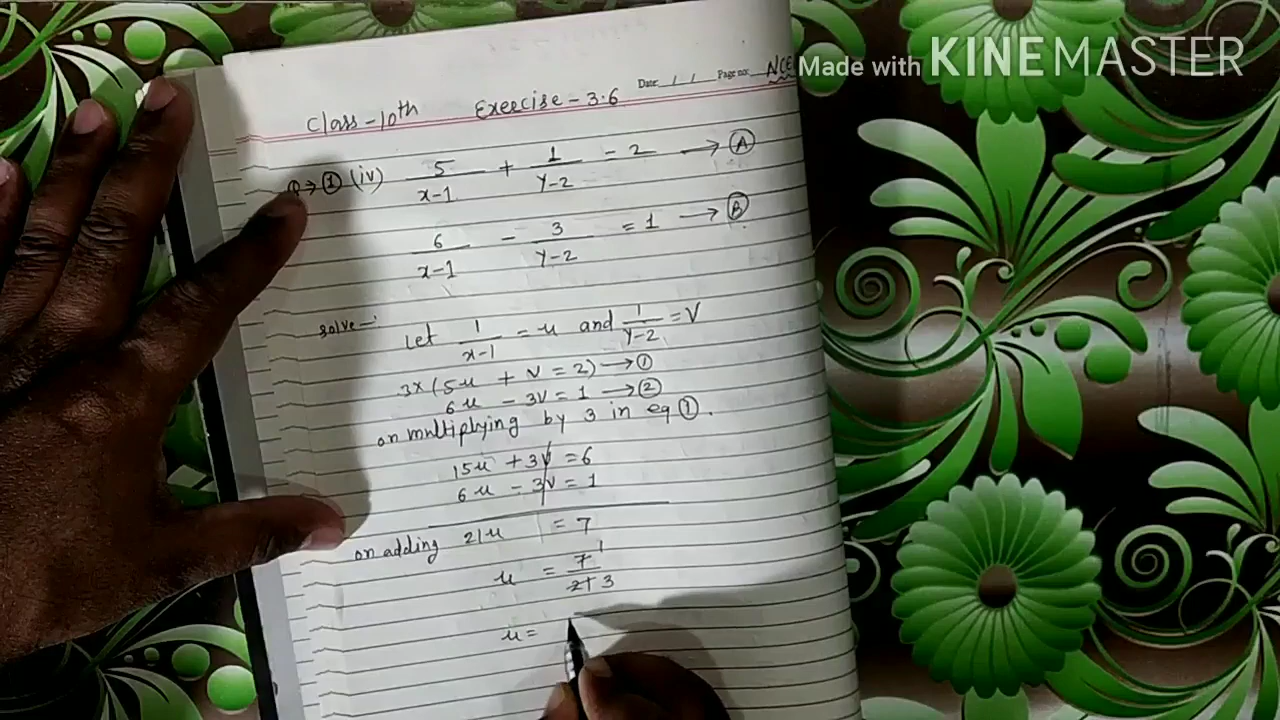 Made with KINEMASTER
Date: / / Page no: NCE
Class-10th Exercise-3.6
Q→① (iv) 5/(x-1) + 1/(y-2) = 2 → Ⓐ
6/(x-1) - 3/(y-2) = 1 → Ⓑ
Solve-:
Let 1/(x-1) = u and 1/(y-2) = V
3x(5u + v = 2) → ①
6u - 3v = 1 → ②
on multiplying by 3 in eq ①.
15u + 3v = 6
6u - 3v = 1
on adding 21u = 7
u = 7/21 1 3
u =